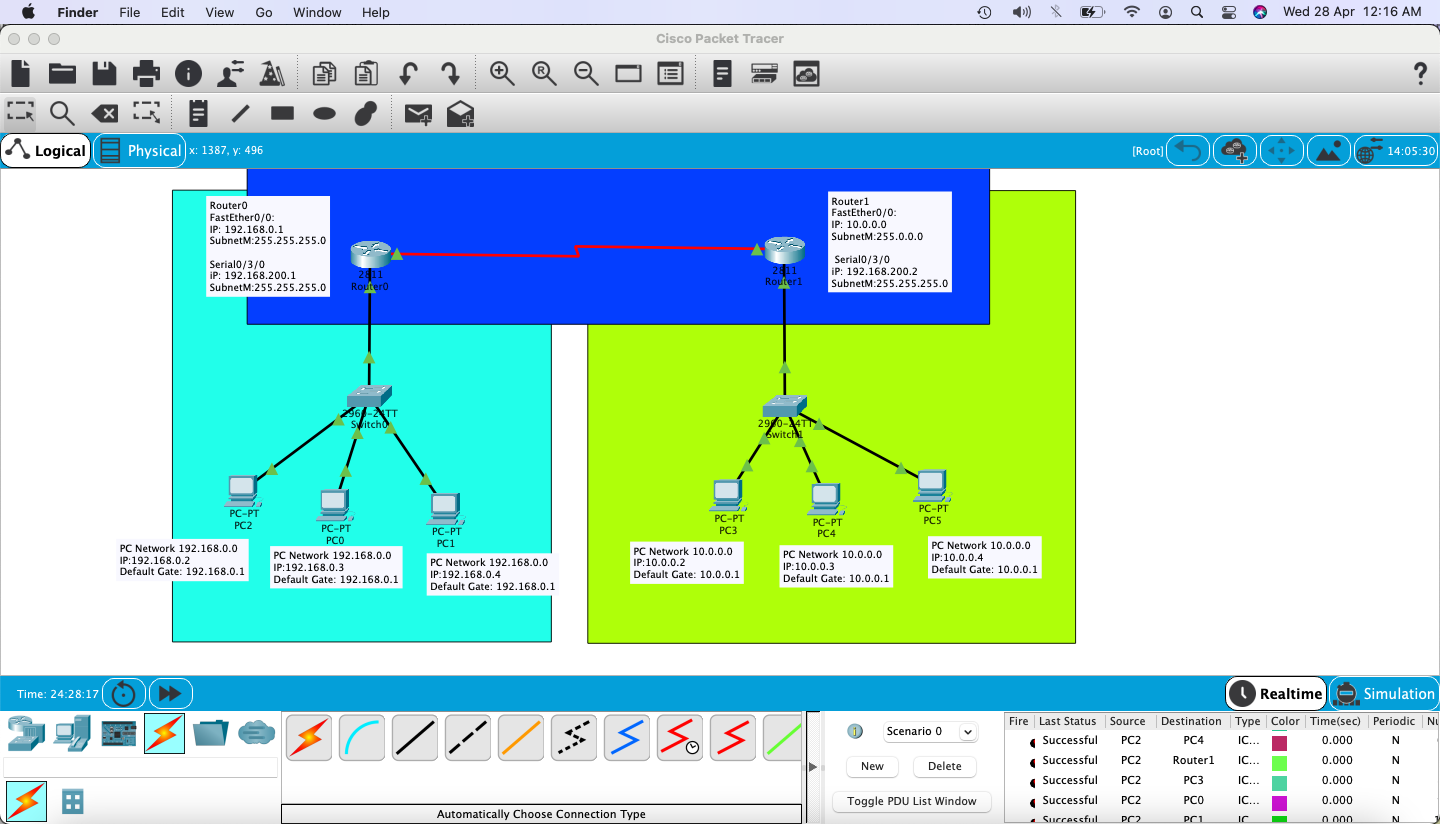 Finder File Edit View Go Window Help Wed 28 Apr 12:16 AM
Cisco Packet Tracer
Logical Physical x: 1387, y: 496 [Root] 14:05:30
Router0
FastEther0/0:
IP: 192.168.0.1
SubnetM:255.255.255.0
Serial0/3/0
iP: 192.168.200.1
SubnetM:255.255.255.0
2811
Router0
Router1
FastEther0/0:
IP: 10.0.0.0
SubnetM:255.0.0.0
Serial0/3/0
iP: 192.168.200.2
SubnetM:255.255.255.0
2811
Router1
2960-24TT
Switch0
2960-24TT
Switch1
PC-PT
PC2
PC-PT
PC0
PC-PT
PC1
PC-PT
PC3
PC-PT
PC4
PC-PT
PC5
PC Network 192.168.0.0
IP:192.168.0.2
Default Gate: 192.168.0.1
PC Network 192.168.0.0
IP:192.168.0.3
Default Gate: 192.168.0.1
PC Network 192.168.0.0
IP:192.168.0.4
Default Gate: 192.168.0.1
PC Network 10.0.0.0
IP:10.0.0.2
Default Gate: 10.0.0.1
PC Network 10.0.0.0
IP:10.0.0.3
Default Gate: 10.0.0.1
PC Network 10.0.0.0
IP:10.0.0.4
Default Gate: 10.0.0.1
Time: 24:28:17 Realtime Simulation
Scenario 0
New Delete
Toggle PDU List Window
Automatically Choose Connection Type
Fire Last Status Source Destination Type Color Time(sec) Periodic Nu
Successful PC2 PC4 IC... 0.000 N
Successful PC2 Router1 IC... 0.000 N
Successful PC2 PC3 IC... 0.000 N
Successful PC2 PC0 IC... 0.000 N
Successful PC2 PC1 IC... 0.000 N